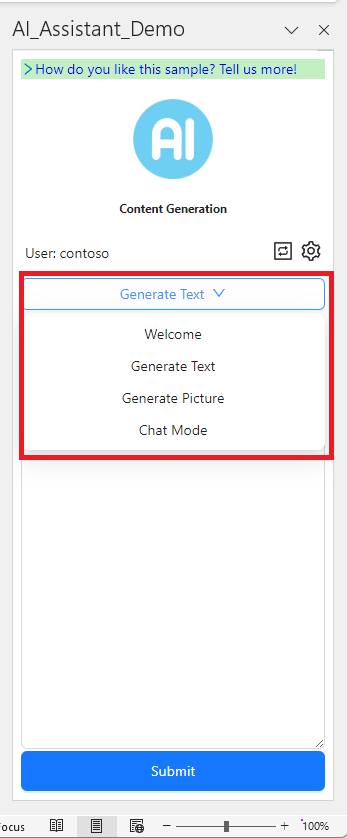 AI_Assistant_Demo
> How do you like this sample? Tell us more!
AI
Content Generation
User: contoso
Generate Text
Welcome
Generate Text
Generate Picture
Chat Mode
Submit
ocus
100%